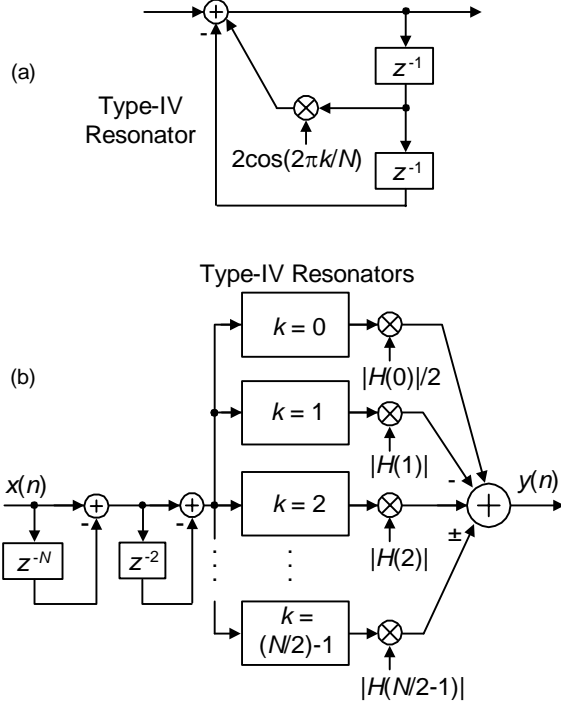 +
-
(a)
z⁻¹
Type-IV
Resonator
2cos(2πk/N)
z⁻¹
Type-IV Resonators
k = 0
(b)
|H(0)|/2
k = 1
|H(1)|
-
x(n)
+
-
+
-
k = 2
+
y(n)
±
z⁻ᴺ
z⁻²
|H(2)|
k =
(N/2)-1
|H(N/2-1)|